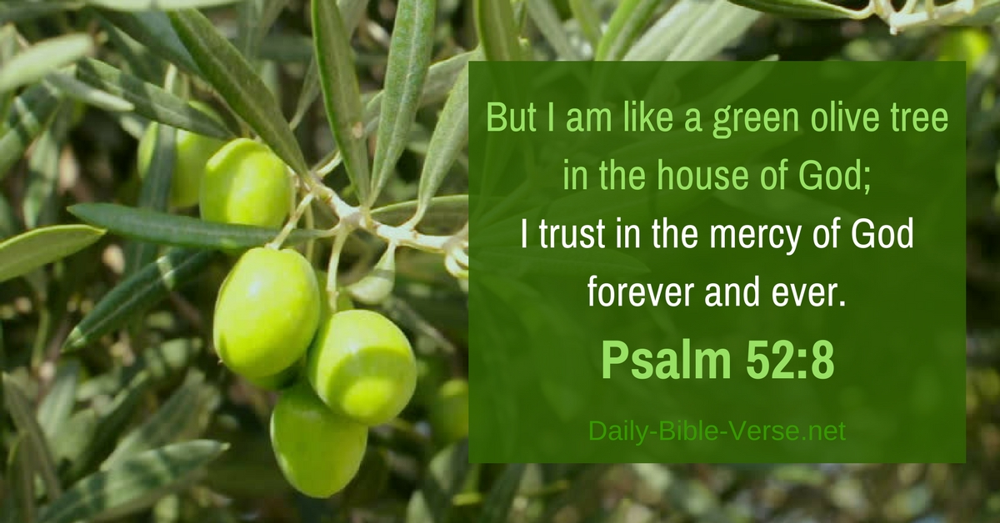 But I am like a green olive tree
in the house of God;
I trust in the mercy of God
forever and ever.
Psalm 52:8
Daily-Bible-Verse.net